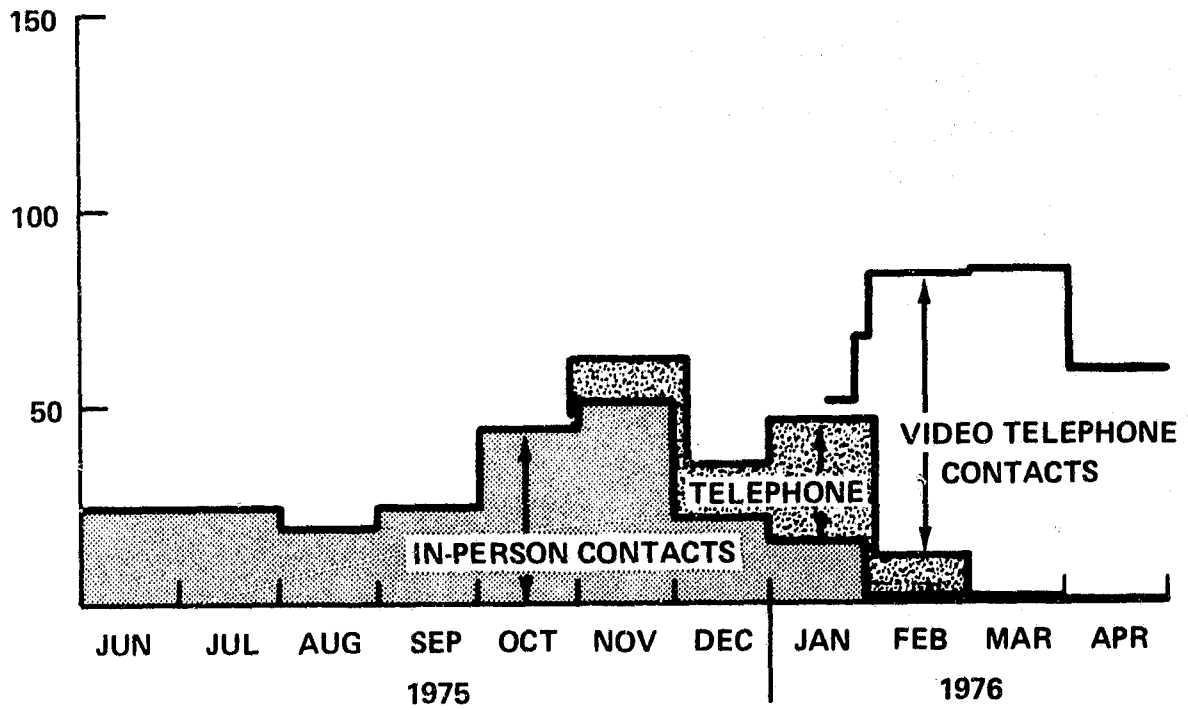 150
100
50
VIDEO TELEPHONE
CONTACTS
TELEPHONE
IN-PERSON CONTACTS
JUN JUL AUG SEP OCT NOV DEC JAN FEB MAR APR
1975 1976